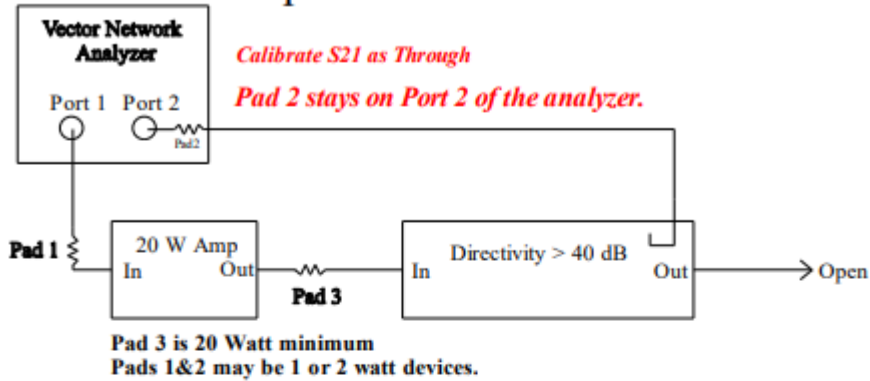 Vector Network
Analyzer
Calibrate S21 as Through
Port 1 Port 2
Pad 2 stays on Port 2 of the analyzer.
Pad2
Pad 1
20 W Amp
In Out
Pad 3
Directivity > 40 dB
In Out
Open
Pad 3 is 20 Watt minimum
Pads 1&2 may be 1 or 2 watt devices.